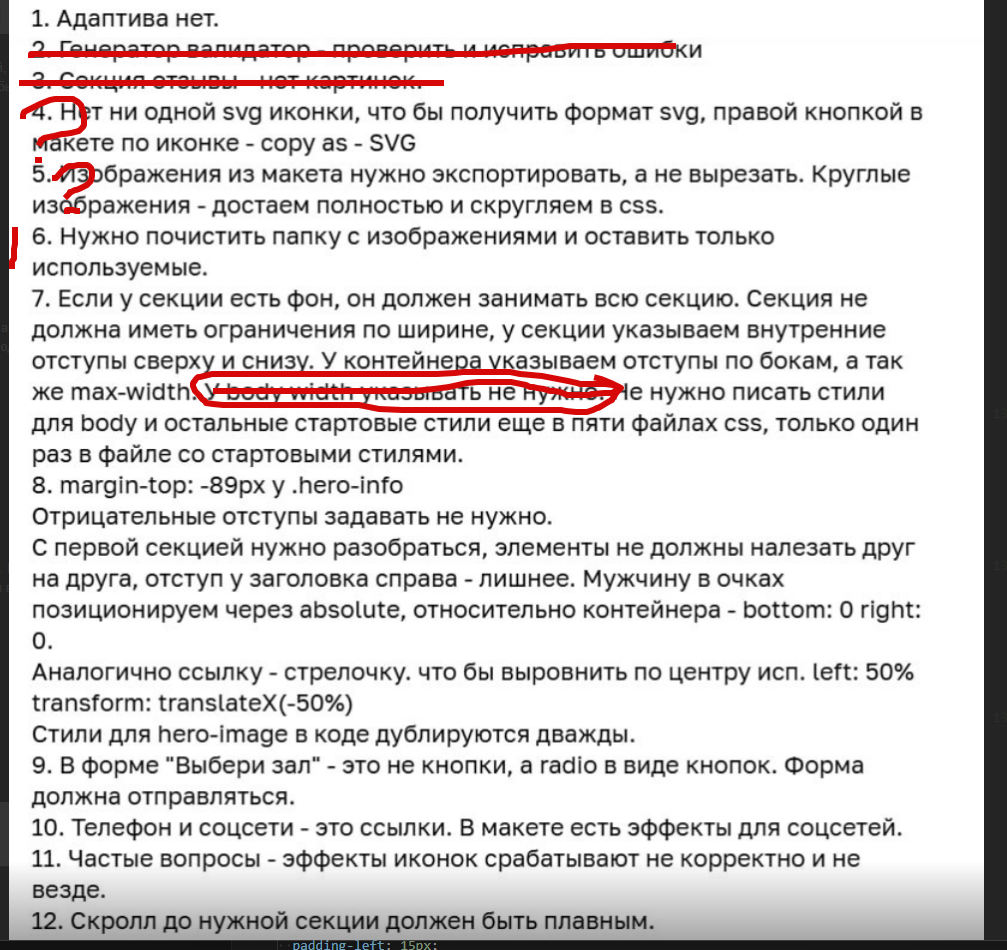 1. Адаптива нет.
2. Генератор валидатор - проверить и исправить ошибки
3. Секция отзывы - нет картинок.
4. Нет ни одной svg иконки, что бы получить формат svg, правой кнопкой в
макете по иконке - copy as - SVG
5. Изображения из макета нужно экспортировать, а не вырезать. Круглые
изображения - достаем полностью и скругляем в css.
6. Нужно почистить папку с изображениями и оставить только
используемые.
7. Если у секции есть фон, он должен занимать всю секцию. Секция не
должна иметь ограничения по ширине, у секции указываем внутренние
отступы сверху и снизу. У контейнера указываем отступы по бокам, а так
же max-width. У body width указывать не нужно. Не нужно писать стили
для body и остальные стартовые стили еще в пяти файлах css, только один
раз в файле со стартовыми стилями.
8. margin-top: -89px у .hero-info
Отрицательные отступы задавать не нужно.
С первой секцией нужно разобраться, элементы не должны налезать друг
на друга, отступ у заголовка справа - лишнее. Мужчину в очках
позиционируем через absolute, относительно контейнера - bottom: 0 right:
0.
Аналогично ссылку - стрелочку. что бы выровнить по центру исп. left: 50%
transform: translateX(-50%)
Стили для hero-image в коде дублируются дважды.
9. В форме "Выбери зал" - это не кнопки, а radio в виде кнопок. Форма
должна отправляться.
10. Телефон и соцсети - это ссылки. В макете есть эффекты для соцсетей.
11. Частые вопросы - эффекты иконок срабатывают не корректно и не
везде.
12. Скролл до нужной секции должен быть плавным.
padding-left: 15px;